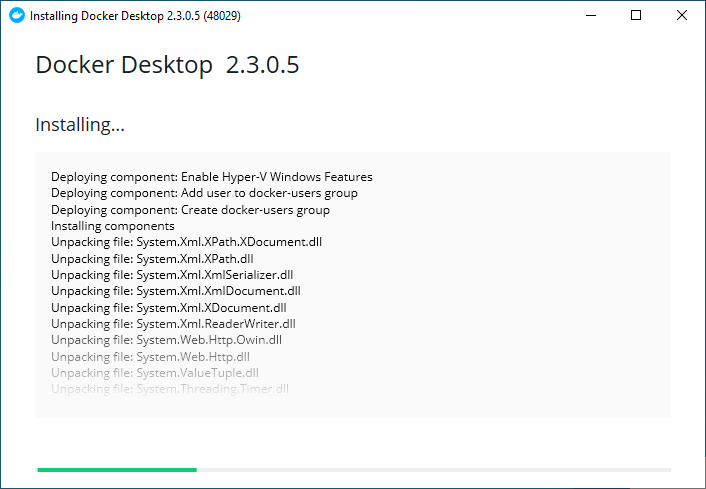 Installing Docker Desktop 2.3.0.5 (48029)
Docker Desktop 2.3.0.5
Installing...
Deploying component: Enable Hyper-V Windows Features
Deploying component: Add user to docker-users group
Deploying component: Create docker-users group
Installing components
Unpacking file: System.Xml.XPath.XDocument.dll
Unpacking file: System.Xml.XPath.dll
Unpacking file: System.Xml.XmlSerializer.dll
Unpacking file: System.Xml.XmlDocument.dll
Unpacking file: System.Xml.XDocument.dll
Unpacking file: System.Xml.ReaderWriter.dll
Unpacking file: System.Web.Http.Owin.dll
Unpacking file: System.Web.Http.dll
Unpacking file: System.ValueTuple.dll
Unpacking file: System.Threading.Timer.dll